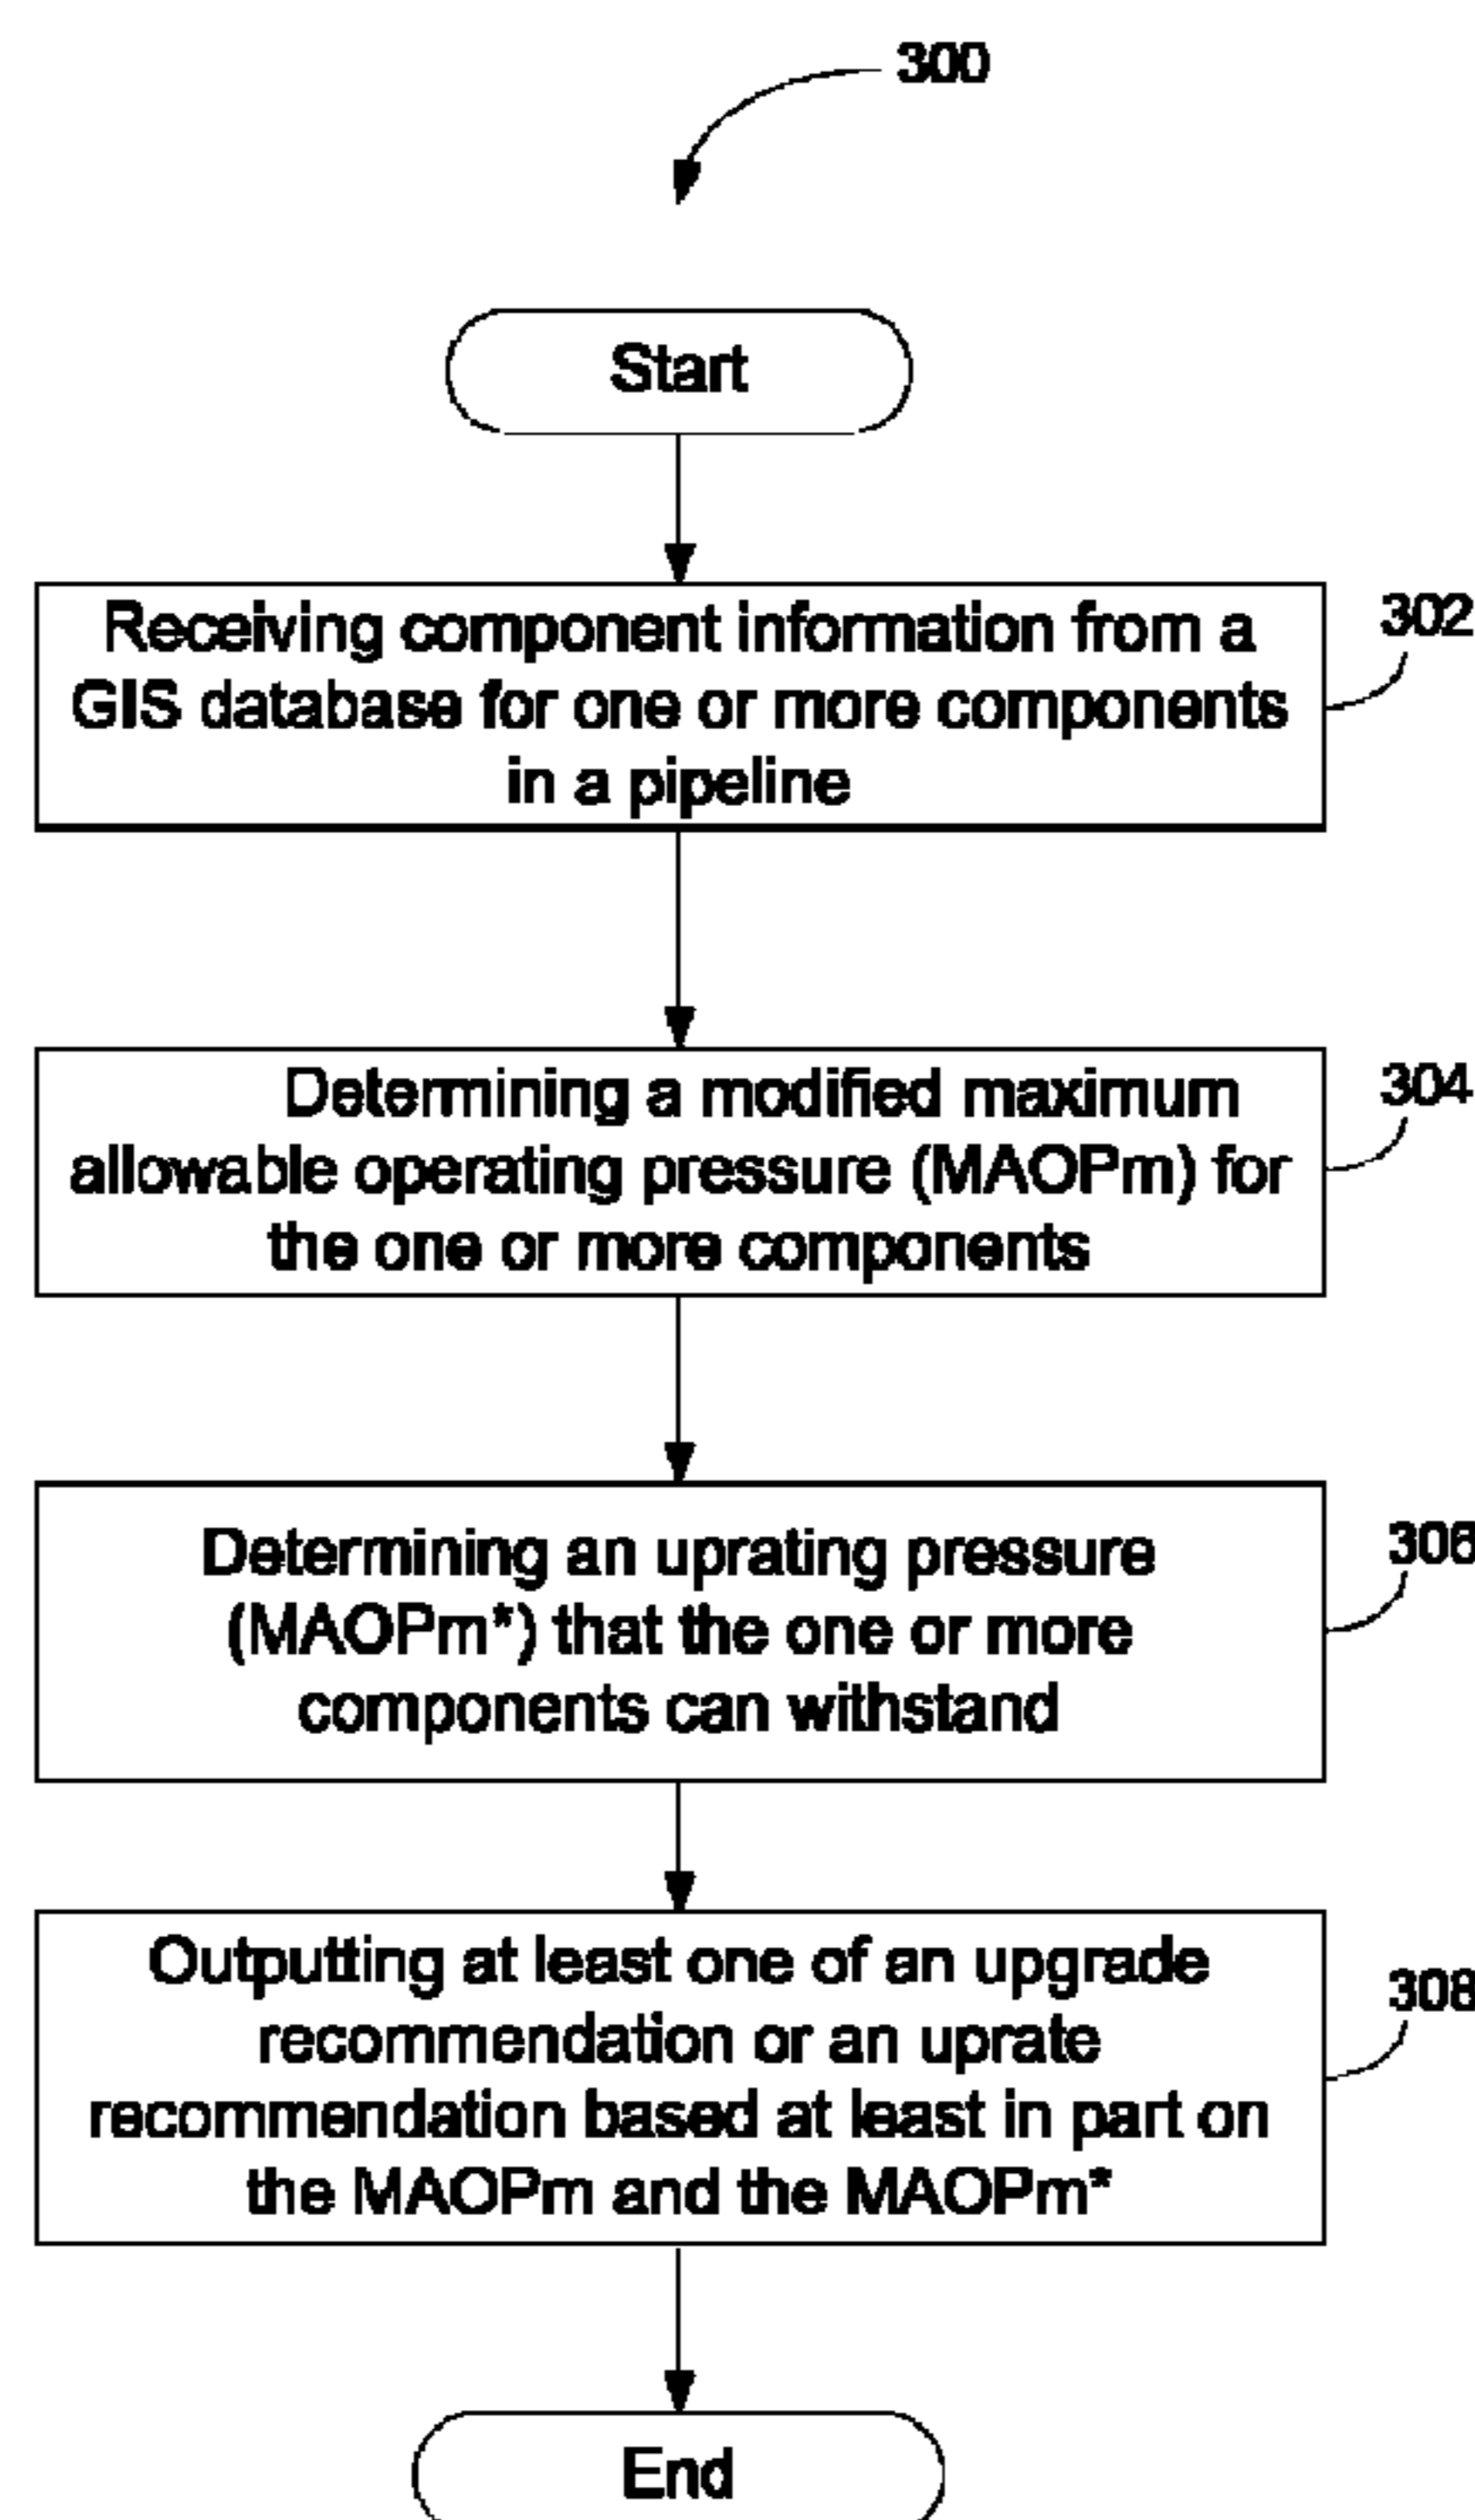 300
Start
Receiving component information from a
GIS database for one or more components
in a pipeline
302
Determining a modified maximum
allowable operating pressure (MAOPm) for
the one or more components
304
Determining an uprating pressure
(MAOPm*) that the one or more
components can withstand
Outputting at least one of an upgrade
recommendation or an uprate
recommendation based at least in part on
the MAOPm and the MAOPm*
308
End